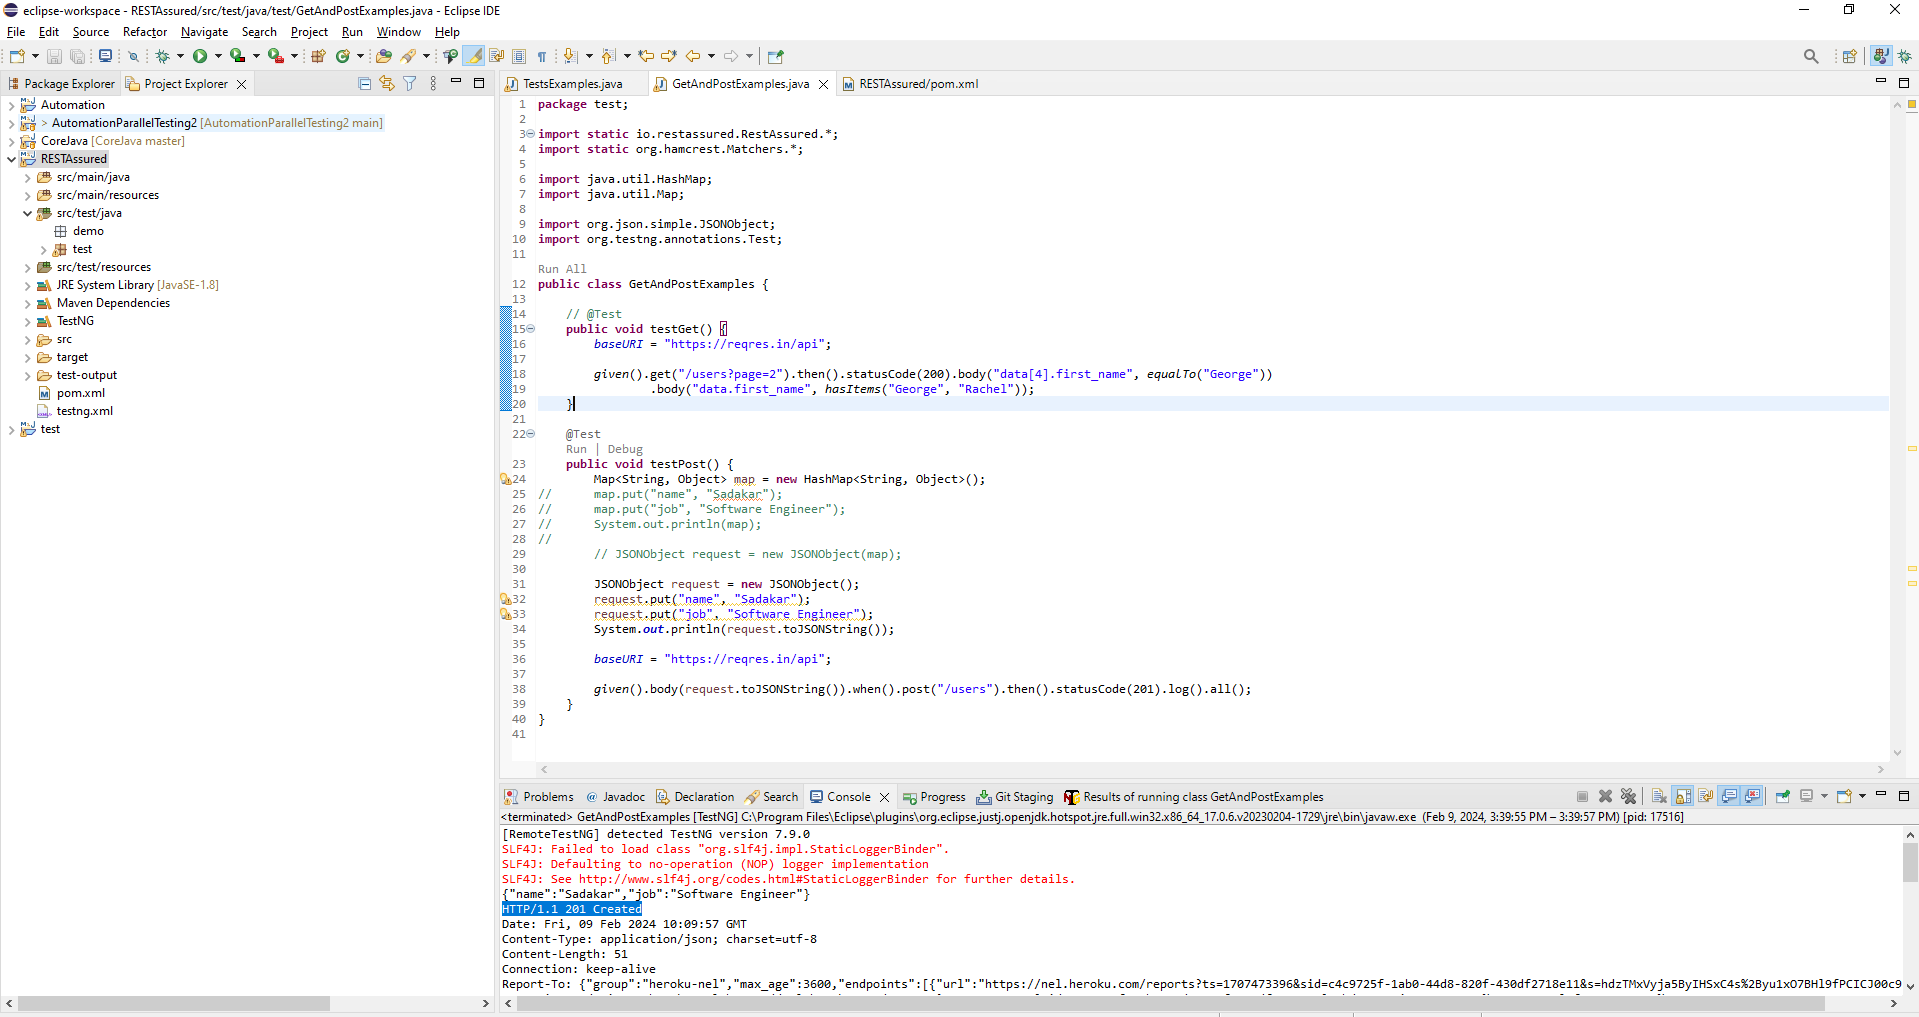 eclipse-workspace - RESTAssured/src/test/java/test/GetAndPostExamples.java - Eclipse IDE
File Edit Source Refactor Navigate Search Project Run Window Help
Package Explorer Project Explorer
Automation
> AutomationParallelTesting2 [AutomationParallelTesting2 main]
CoreJava [CoreJava master]
RESTAssured
src/main/java
src/main/resources
src/test/java
demo
test
src/test/resources
JRE System Library [JavaSE-1.8]
Maven Dependencies
TestNG
src
target
test-output
pom.xml
testng.xml
test
TestsExamples.java GetAndPostExamples.java RESTAssured/pom.xml
1 package test;
2
3 import static io.restassured.RestAssured.*;
4 import static org.hamcrest.Matchers.*;
5
6 import java.util.HashMap;
7 import java.util.Map;
8
9 import org.json.simple.JSONObject;
10 import org.testng.annotations.Test;
11
Run All
12 public class GetAndPostExamples {
13
14 // @Test
15 public void testGet() {
16 baseURI = "https://reqres.in/api";
17
18 given().get("/users?page=2").then().statusCode(200).body("data[4].first_name", equalTo("George"))
19 .body("data.first_name", hasItems("George", "Rachel"));
20 }
21
22 @Test
Run | Debug
23 public void testPost() {
24 Map<String, Object> map = new HashMap<String, Object>();
25 // map.put("name", "Sadakar");
26 // map.put("job", "Software Engineer");
27 // System.out.println(map);
28 //
29 // JSONObject request = new JSONObject(map);
30
31 JSONObject request = new JSONObject();
32 request.put("name", "Sadakar");
33 request.put("job", "Software Engineer");
34 System.out.println(request.toJSONString());
35
36 baseURI = "https://reqres.in/api";
37
38 given().body(request.toJSONString()).when().post("/users").then().statusCode(201).log().all();
39 }
40 }
41
Problems @ Javadoc Declaration Search Console Progress Git Staging Results of running class GetAndPostExamples
<terminated> GetAndPostExamples [TestNG] C:\Program Files\Eclipse\plugins\org.eclipse.justj.openjdk.hotspot.jre.full.win32.x86_64_17.0.6.v20230204-1729\jre\bin\javaw.exe (Feb 9, 2024, 3:39:55 PM – 3:39:57 PM) [pid: 17516]
[RemoteTestNG] detected TestNG version 7.9.0
SLF4J: Failed to load class "org.slf4j.impl.StaticLoggerBinder".
SLF4J: Defaulting to no-operation (NOP) logger implementation
SLF4J: See http://www.slf4j.org/codes.html#StaticLoggerBinder for further details.
{"name":"Sadakar","job":"Software Engineer"}
HTTP/1.1 201 Created
Date: Fri, 09 Feb 2024 10:09:57 GMT
Content-Type: application/json; charset=utf-8
Content-Length: 51
Connection: keep-alive
Report-To: {"group":"heroku-nel","max_age":3600,"endpoints":[{"url":"https://nel.heroku.com/reports?ts=1707473396&sid=c4c9725f-1ab0-44d8-820f-430df2718e11&s=hdzTMxVyja5ByIHSxC4s%2Byu1xO7BHl9fPCICJ00c9